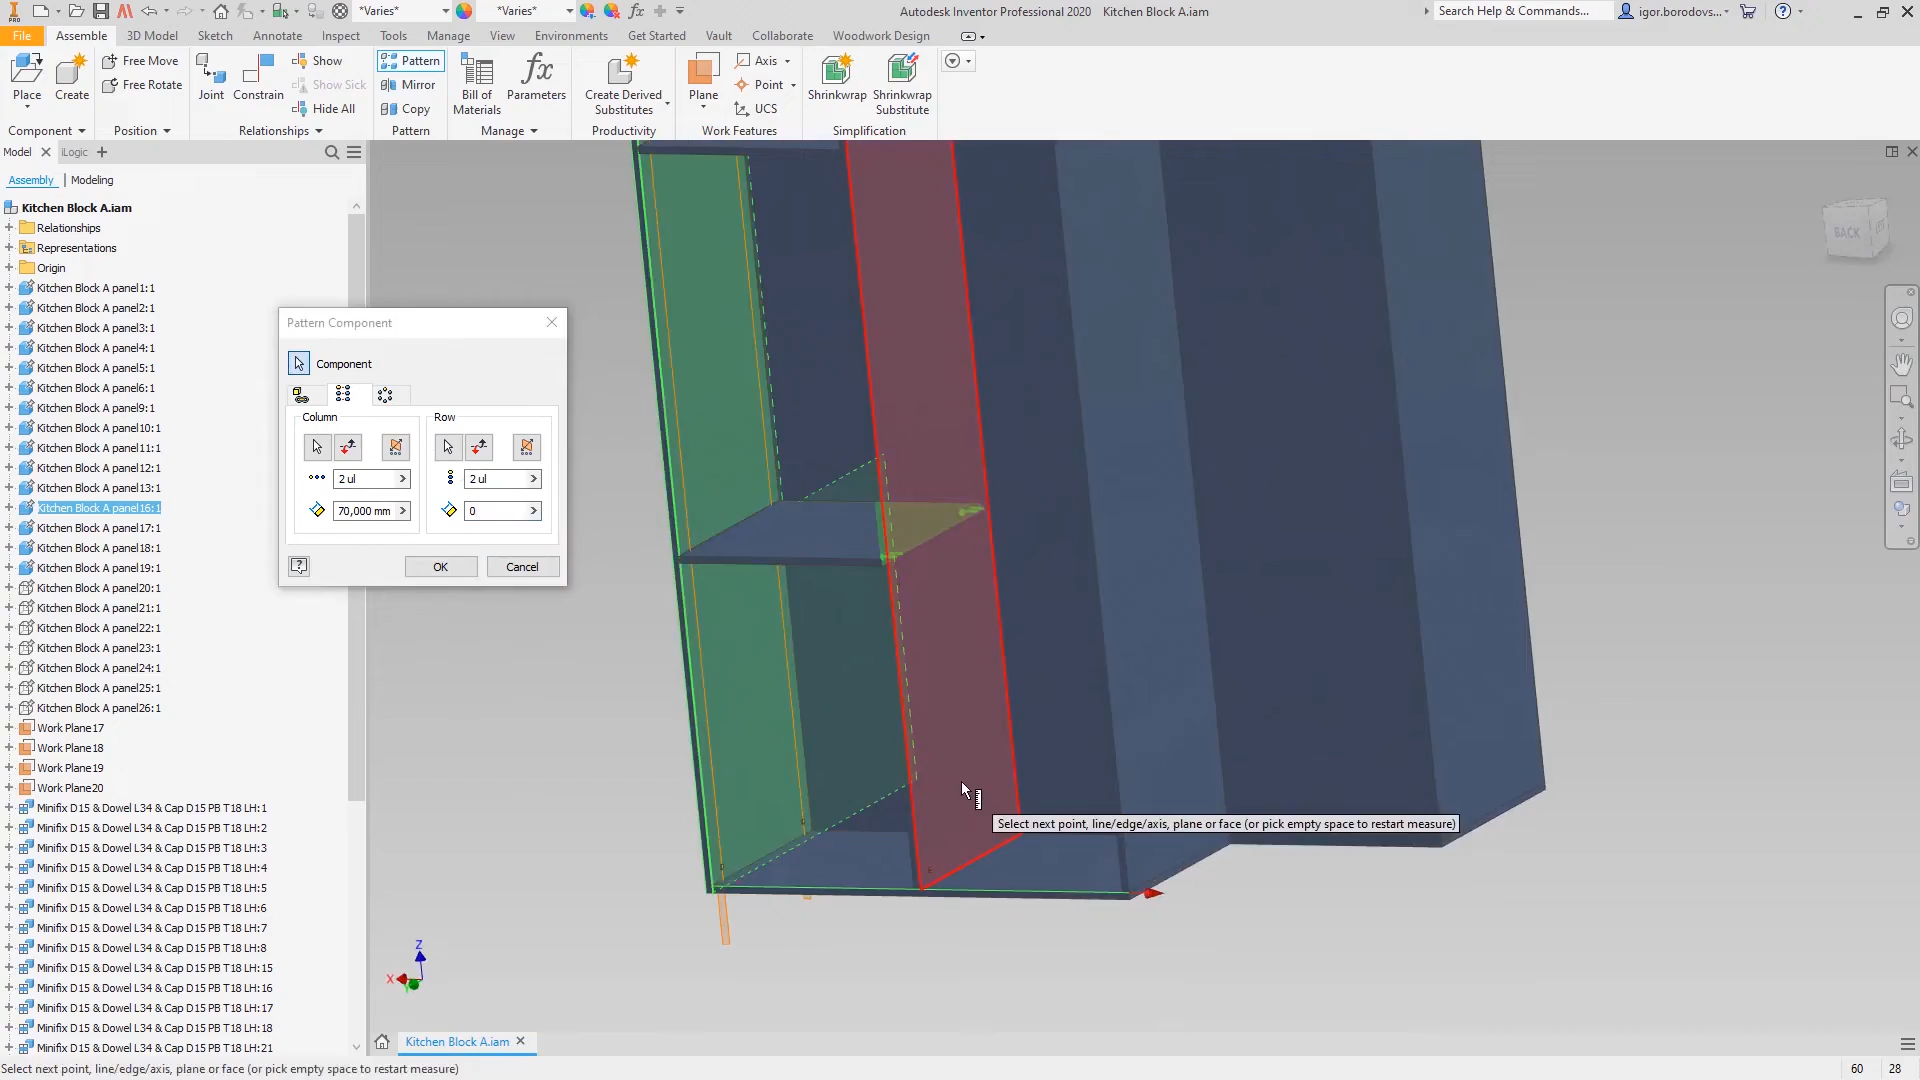 *Varies*
*Varies*
Autodesk Inventor Professional 2020 Kitchen Block A.iam
Search Help & Commands...
igor.borodovs...
File
Assemble
3D Model
Sketch
Annotate
Inspect
Tools
Manage
View
Environments
Get Started
Vault
Collaborate
Woodwork Design
Place
Create
Free Move
Free Rotate
Joint
Constrain
Show
Show Sick
Hide All
Pattern
Mirror
Copy
Bill of
Materials
Parameters
Create Derived
Substitutes
Plane
Axis
Point
UCS
Shrinkwrap
Shrinkwrap
Substitute
Component
Position
Relationships
Pattern
Manage
Productivity
Work Features
Simplification
Model
iLogic
Assembly
Modeling
Kitchen Block A.iam
Relationships
Representations
Origin
Kitchen Block A panel1:1
Kitchen Block A panel2:1
Kitchen Block A panel3:1
Kitchen Block A panel4:1
Kitchen Block A panel5:1
Kitchen Block A panel6:1
Kitchen Block A panel9:1
Kitchen Block A panel10:1
Kitchen Block A panel11:1
Kitchen Block A panel12:1
Kitchen Block A panel13:1
Kitchen Block A panel16:1
Kitchen Block A panel17:1
Kitchen Block A panel18:1
Kitchen Block A panel19:1
Kitchen Block A panel20:1
Kitchen Block A panel21:1
Kitchen Block A panel22:1
Kitchen Block A panel23:1
Kitchen Block A panel24:1
Kitchen Block A panel25:1
Kitchen Block A panel26:1
Work Plane17
Work Plane18
Work Plane19
Work Plane20
Minifix D15 & Dowel L34 & Cap D15 PB T18 LH:1
Minifix D15 & Dowel L34 & Cap D15 PB T18 LH:2
Minifix D15 & Dowel L34 & Cap D15 PB T18 LH:3
Minifix D15 & Dowel L34 & Cap D15 PB T18 LH:4
Minifix D15 & Dowel L34 & Cap D15 PB T18 LH:5
Minifix D15 & Dowel L34 & Cap D15 PB T18 LH:6
Minifix D15 & Dowel L34 & Cap D15 PB T18 LH:7
Minifix D15 & Dowel L34 & Cap D15 PB T18 LH:8
Minifix D15 & Dowel L34 & Cap D15 PB T18 LH:15
Minifix D15 & Dowel L34 & Cap D15 PB T18 LH:16
Minifix D15 & Dowel L34 & Cap D15 PB T18 LH:17
Minifix D15 & Dowel L34 & Cap D15 PB T18 LH:18
Minifix D15 & Dowel L34 & Cap D15 PB T18 LH:21
Pattern Component
Component
Column
Row
2 ul
2 ul
70,000 mm
0
OK
Cancel
BACK
Select next point, line/edge/axis, plane or face (or pick empty space to restart measure)
Z
X
Y
Kitchen Block A.iam
Select next point, line/edge/axis, plane or face (or pick empty space to restart measure)
60
28